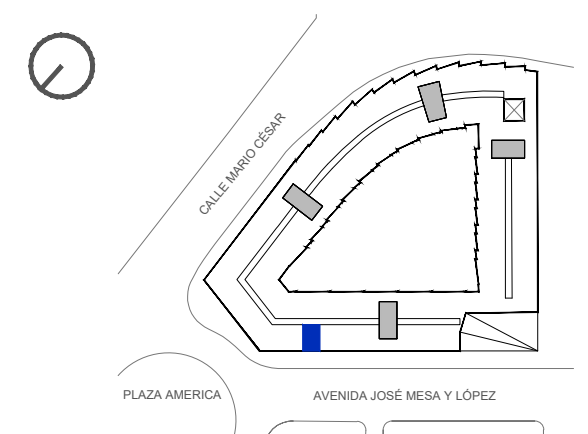 CALLE MARIO CÉSAR
PLAZA AMERICA
AVENIDA JOSÉ MESA Y LÓPEZ